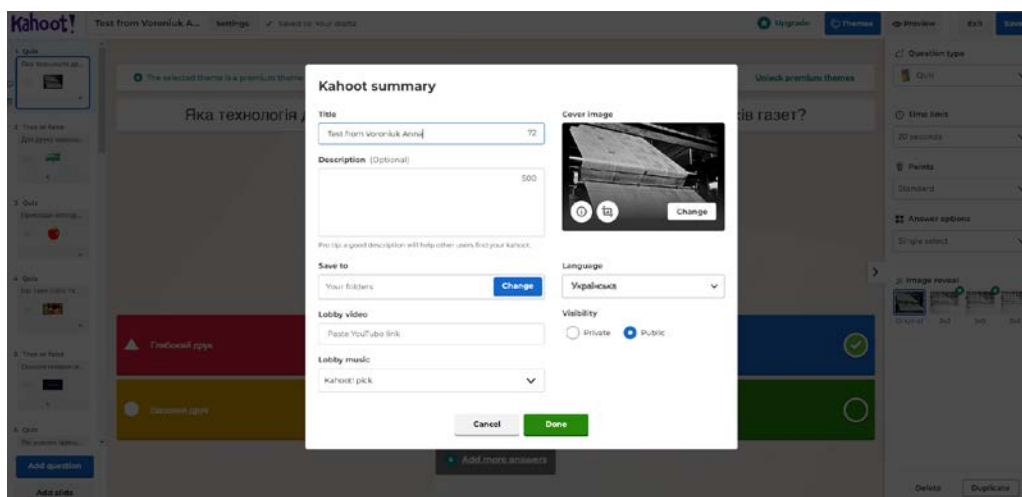 Kahoot!
Test from Voroniuk A...
Settings
Saved to your drafts
Upgrade
Themes
Preview
Exit
Save
1 Quiz
2 True or false
3 Quiz
4 Quiz
5 True or false
6 Quiz
Add question
Add slide
The selected theme is a premium theme
Unlock premium themes
Яка технологія
ів газет?
Глибокий друк
Add more answers
Kahoot summary
Title
Test from Voroniuk Anna
72
Description (Optional)
500
Pro tip: a good description will help other users find your kahoot.
Save to
Your folders
Change
Lobby video
Paste YouTube link
Lobby music
Kahoot! pick
Cover image
Change
Language
Українська
Visibility
Private
Public
Cancel
Done
Question type
Quiz
Time limit
20 seconds
Points
Standard
Answer options
Single select
Image reveal
Delete
Duplicate